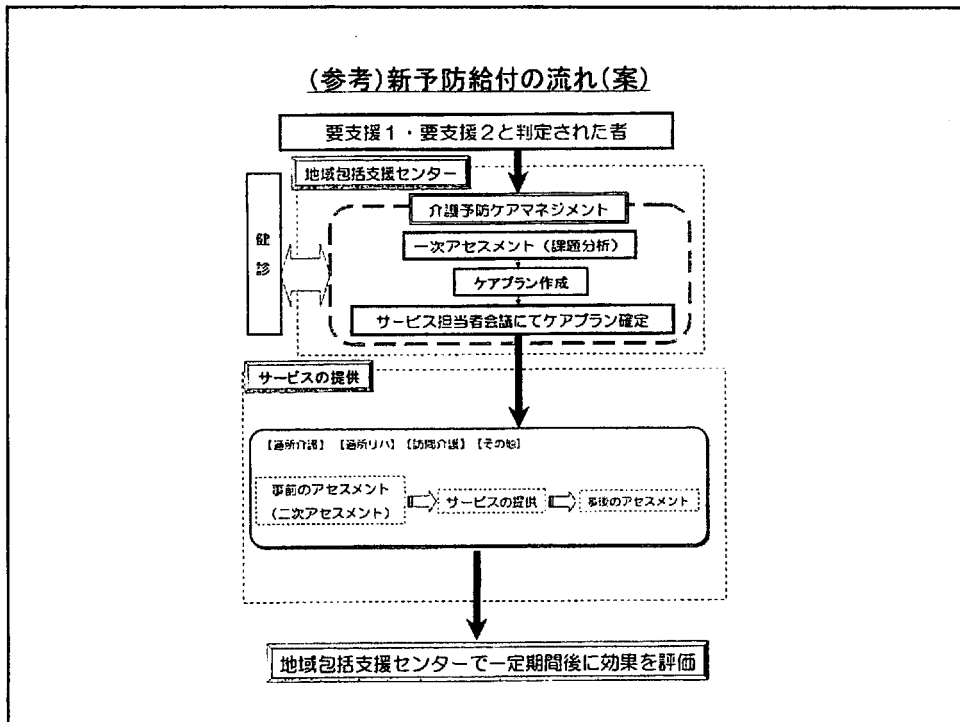 (参考)新予防給付の流れ(案)
要支援1・要支援2と判定された者
地域包括支援センター
介護予防ケアマネジメント
健
診
一次アセスメント（課題分析）
ケアプラン作成
サービス担当者会議にてケアプラン確定
サービスの提供
【通所介護】 【通所リハ】 【訪問介護】 【その他】
事前のアセスメント
（二次アセスメント）
サービスの提供
事後のアセスメント
地域包括支援センターで一定期間後に効果を評価